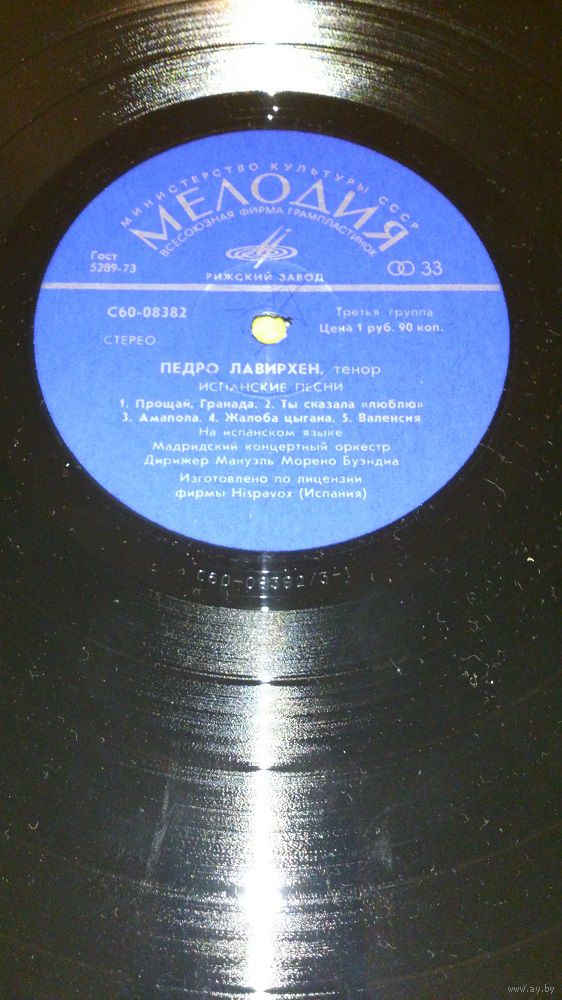 МИНИСТЕРСТВО КУЛЬТУРЫ СССР
МЕЛОДИЯ
ВСЕСОЮЗНАЯ ФИРМА ГРАМПЛАСТИНОК
Гост
5289-73
33
РИЖСКИЙ ЗАВОД
С60-08382
Третья группа
Цена 1 руб. 90 коп.
СТЕРЕО
ПЕДРО ЛАВИРХЕН, тенор
ИСПАНСКИЕ ПЕСНИ
1. Прощай, Гранада. 2. Ты сказала «люблю»
3. Амапола. 4. Жалоба цыгана. 5. Валенсия
На испанском языке
Мадридский концертный оркестр
Дирижер Мануэль Морено Буэндиа
Изготовлено по лицензии
фирмы Hispavox (Испания)
www.ay.by